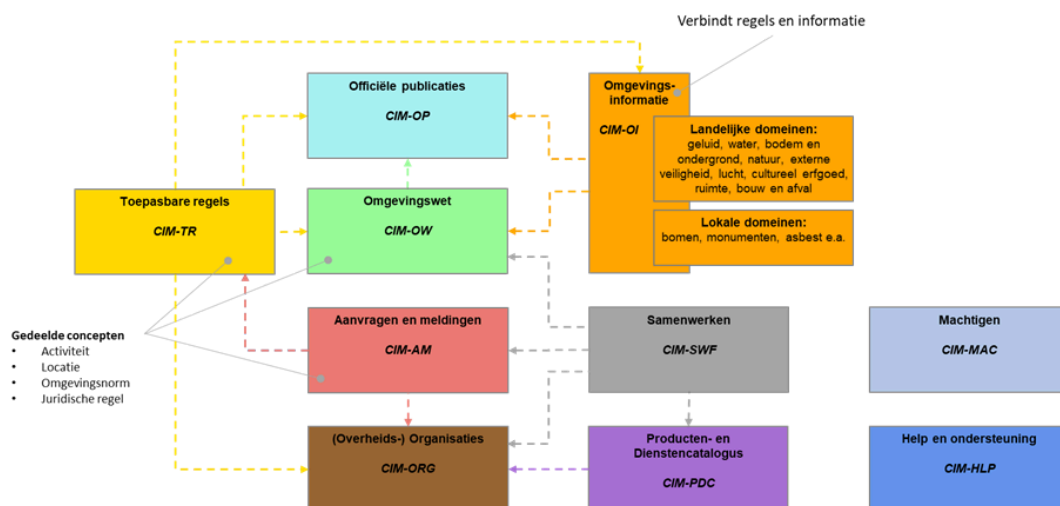 Verbindt regels en informatie
Officiële publicaties
CIM-OP
Omgevings-
informatie
CIM-OI
Landelijke domeinen:
geluid, water, bodem en
ondergrond, natuur, externe
veiligheid, lucht, cultureel erfgoed,
ruimte, bouw en afval
Lokale domeinen:
bomen, monumenten, asbest e.a.
Toepasbare regels
CIM-TR
Omgevingswet
CIM-OW
Gedeelde concepten
• Activiteit
• Locatie
• Omgevingsnorm
• Juridische regel
Aanvragen en meldingen
CIM-AM
Samenwerken
CIM-SWF
Machtigen
CIM-MAC
(Overheids-) Organisaties
CIM-ORG
Producten- en
Dienstencatalogus
CIM-PDC
Help en ondersteuning
CIM-HLP